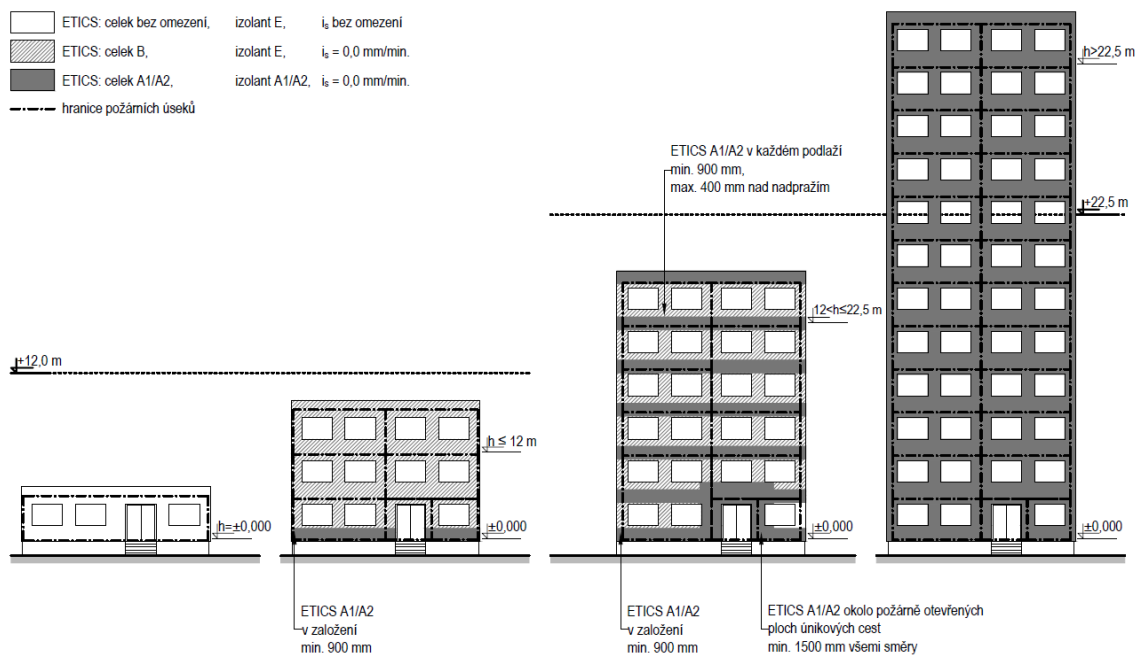 ETICS: celek bez omezení, izolant E, iₛ bez omezení
ETICS: celek B, izolant E, iₛ = 0,0 mm/min.
ETICS: celek A1/A2, izolant A1/A2, iₛ = 0,0 mm/min.
hranice požárních úseků
h>22,5 m
ETICS A1/A2 v každém podlaží
min. 900 mm,
max. 400 mm nad nadpražím
+22,5 m
12<h≤22,5 m
+12,0 m
h ≤ 12 m
h=±0,000
±0,000
±0,000
±0,000
ETICS A1/A2
v založení
min. 900 mm
ETICS A1/A2
v založení
min. 900 mm
ETICS A1/A2 okolo požárně otevřených
ploch únikových cest
min. 1500 mm všemi směry